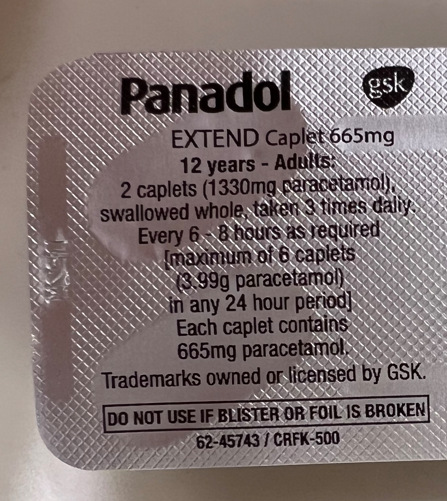 Panadol
gsk
EXTEND Caplet 665mg
12 years - Adults:
2 caplets (1330mg paracetamol),
swallowed whole, taken 3 times daily.
Every 6 - 8 hours as required
[maximum of 6 caplets
(3.99g paracetamol)
in any 24 hour period]
Each caplet contains
665mg paracetamol.
Trademarks owned or licensed by GSK.
DO NOT USE IF BLISTER OR FOIL IS BROKEN
62-45743 / CRFK-500